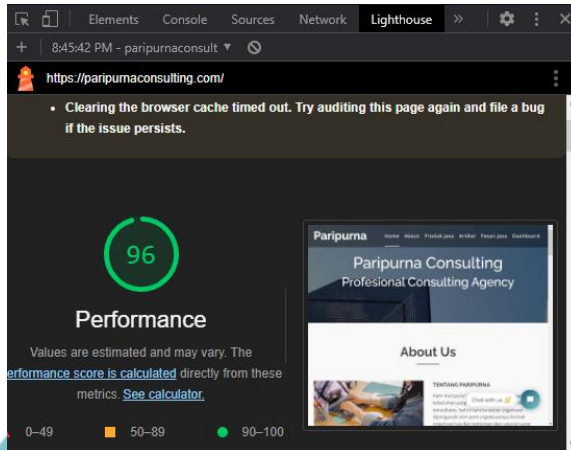 Elements Console Sources Network Lighthouse »
+ 8:45:42 PM - paripurnaconsult
https://paripurnaconsulting.com/
• Clearing the browser cache timed out. Try auditing this page again and file a bug
if the issue persists.
96
Performance
Values are estimated and may vary. The
erformance score is calculated directly from these
metrics. See calculator.
0–49 50–89 90–100
Paripurna Home About Produk Jasa Artikel Pesan Jasa Dashboard
Paripurna Consulting
Profesional Consulting Agency
About Us
TENTANG PARIPURNA
Chat with us